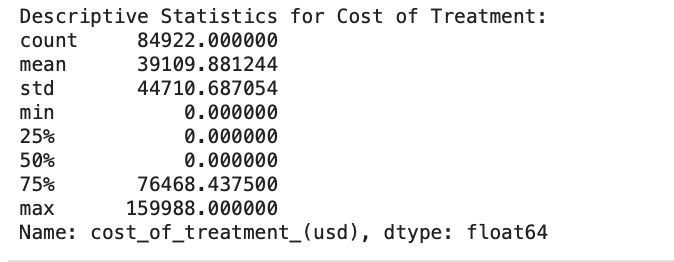 Descriptive Statistics for Cost of Treatment:
count     84922.000000
mean      39109.881244
std       44710.687054
min           0.000000
25%           0.000000
50%           0.000000
75%       76468.437500
max      159988.000000
Name: cost_of_treatment_(usd), dtype: float64